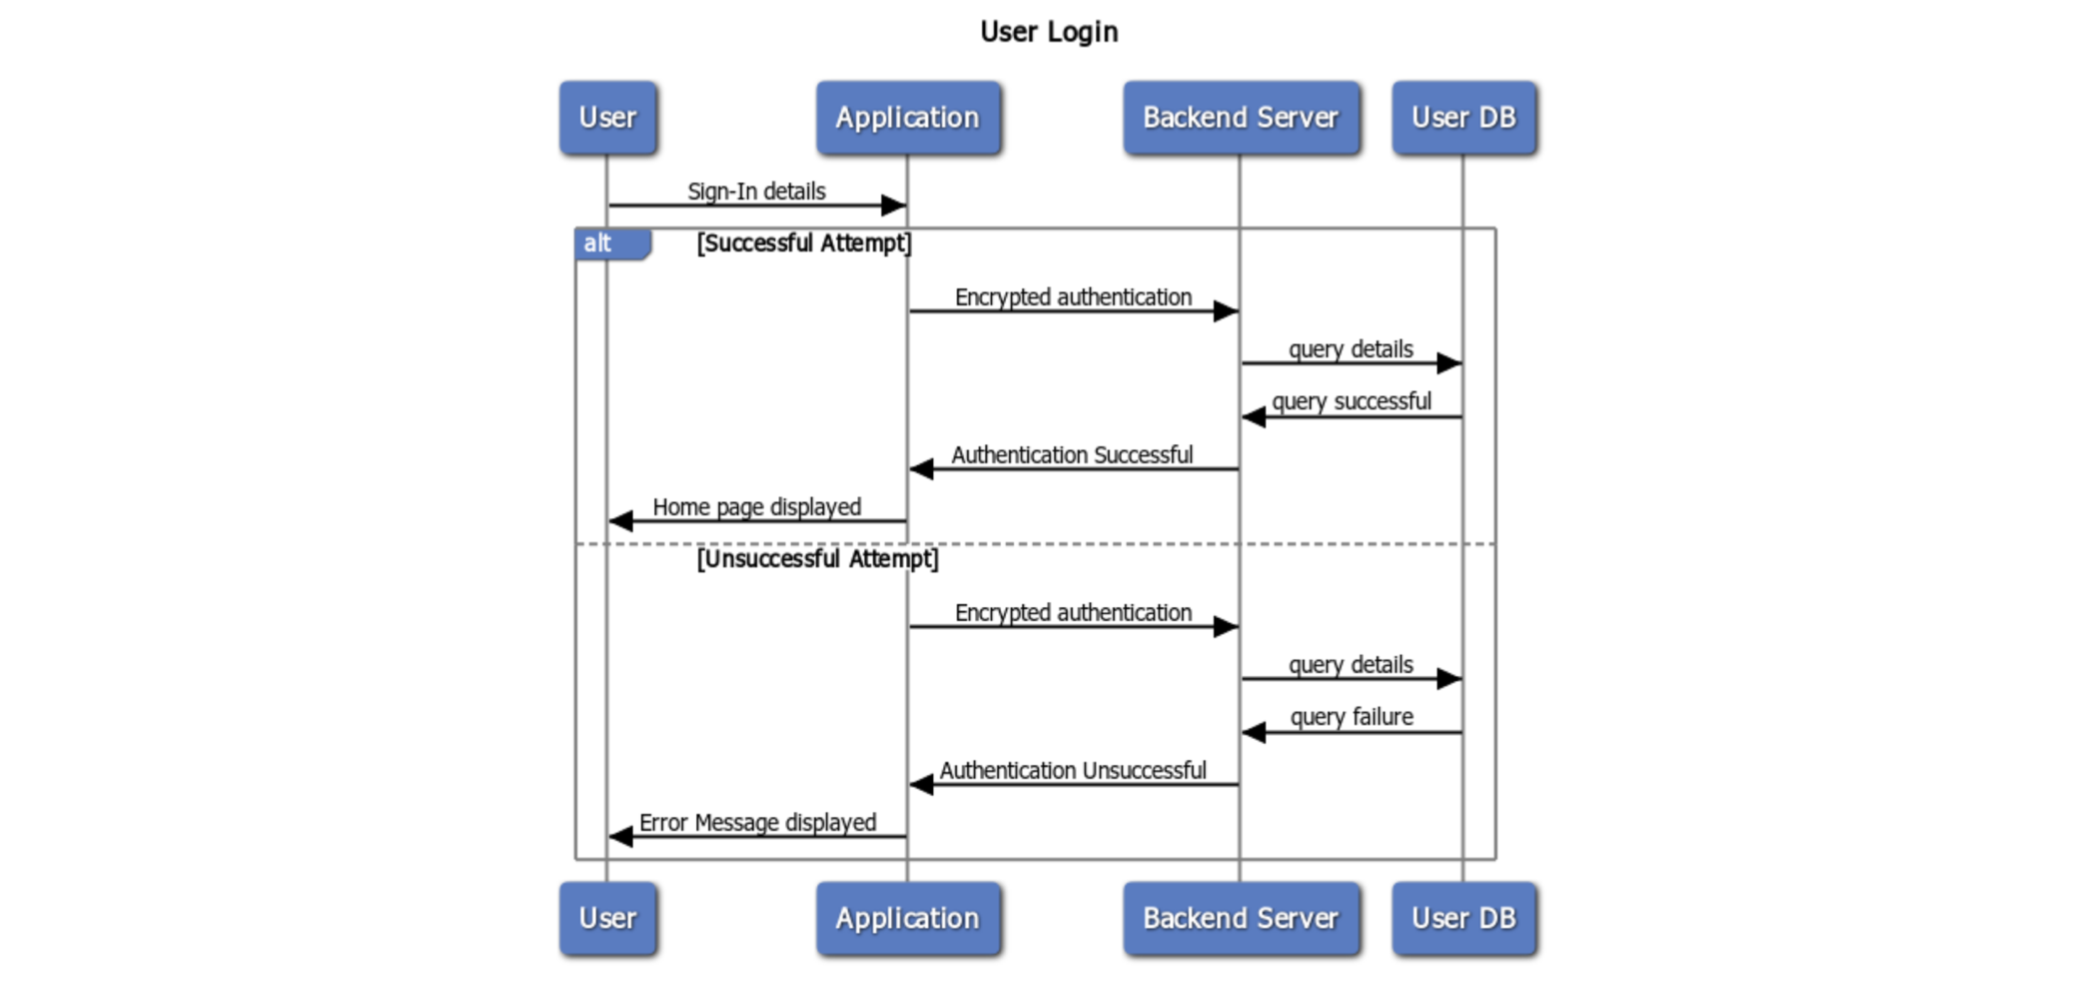 User Login
User Application Backend Server User DB
Sign-In details
alt [Successful Attempt]
Encrypted authentication
query details
query successful
Authentication Successful
Home page displayed
[Unsuccessful Attempt]
Encrypted authentication
query details
query failure
Authentication Unsuccessful
Error Message displayed
User Application Backend Server User DB